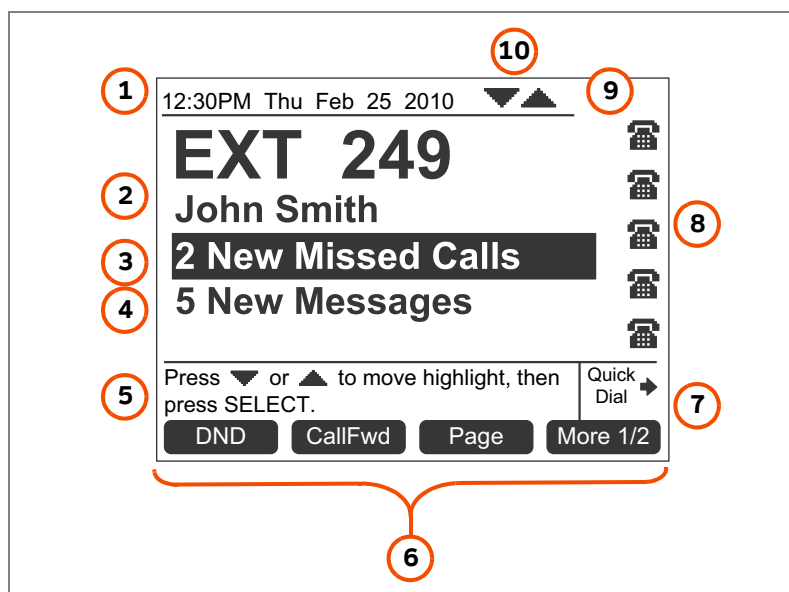 10
1
9
12:30PM Thu Feb 25 2010
EXT 249
2
John Smith
8
3
2 New Missed Calls
4
5 New Messages
5
Press ▼ or ▲ to move highlight, then
press SELECT.
Quick
Dial
7
DND CallFwd Page More 1/2
6